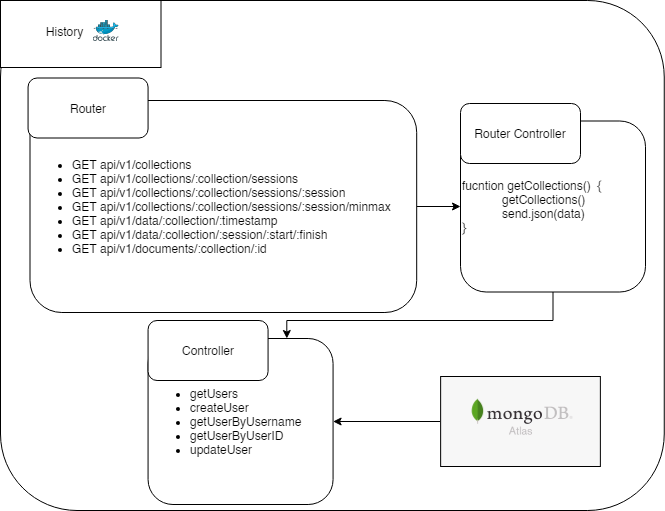 History
docker
Router
GET api/v1/collections
GET api/v1/collections/:collection/sessions
GET api/v1/collections/:collection/sessions/:session
GET api/v1/collections/:collection/sessions/:session/minmax
GET api/v1/data/:collection/:timestamp
GET api/v1/data/:collection/:session/:start/:finish
GET api/v1/documents/:collection/:id
Router Controller
fucntion getCollections() {
getCollections()
send.json(data)
}
Controller
getUsers
createUser
getUserByUsername
getUserByUserID
updateUser
mongoDB
Atlas